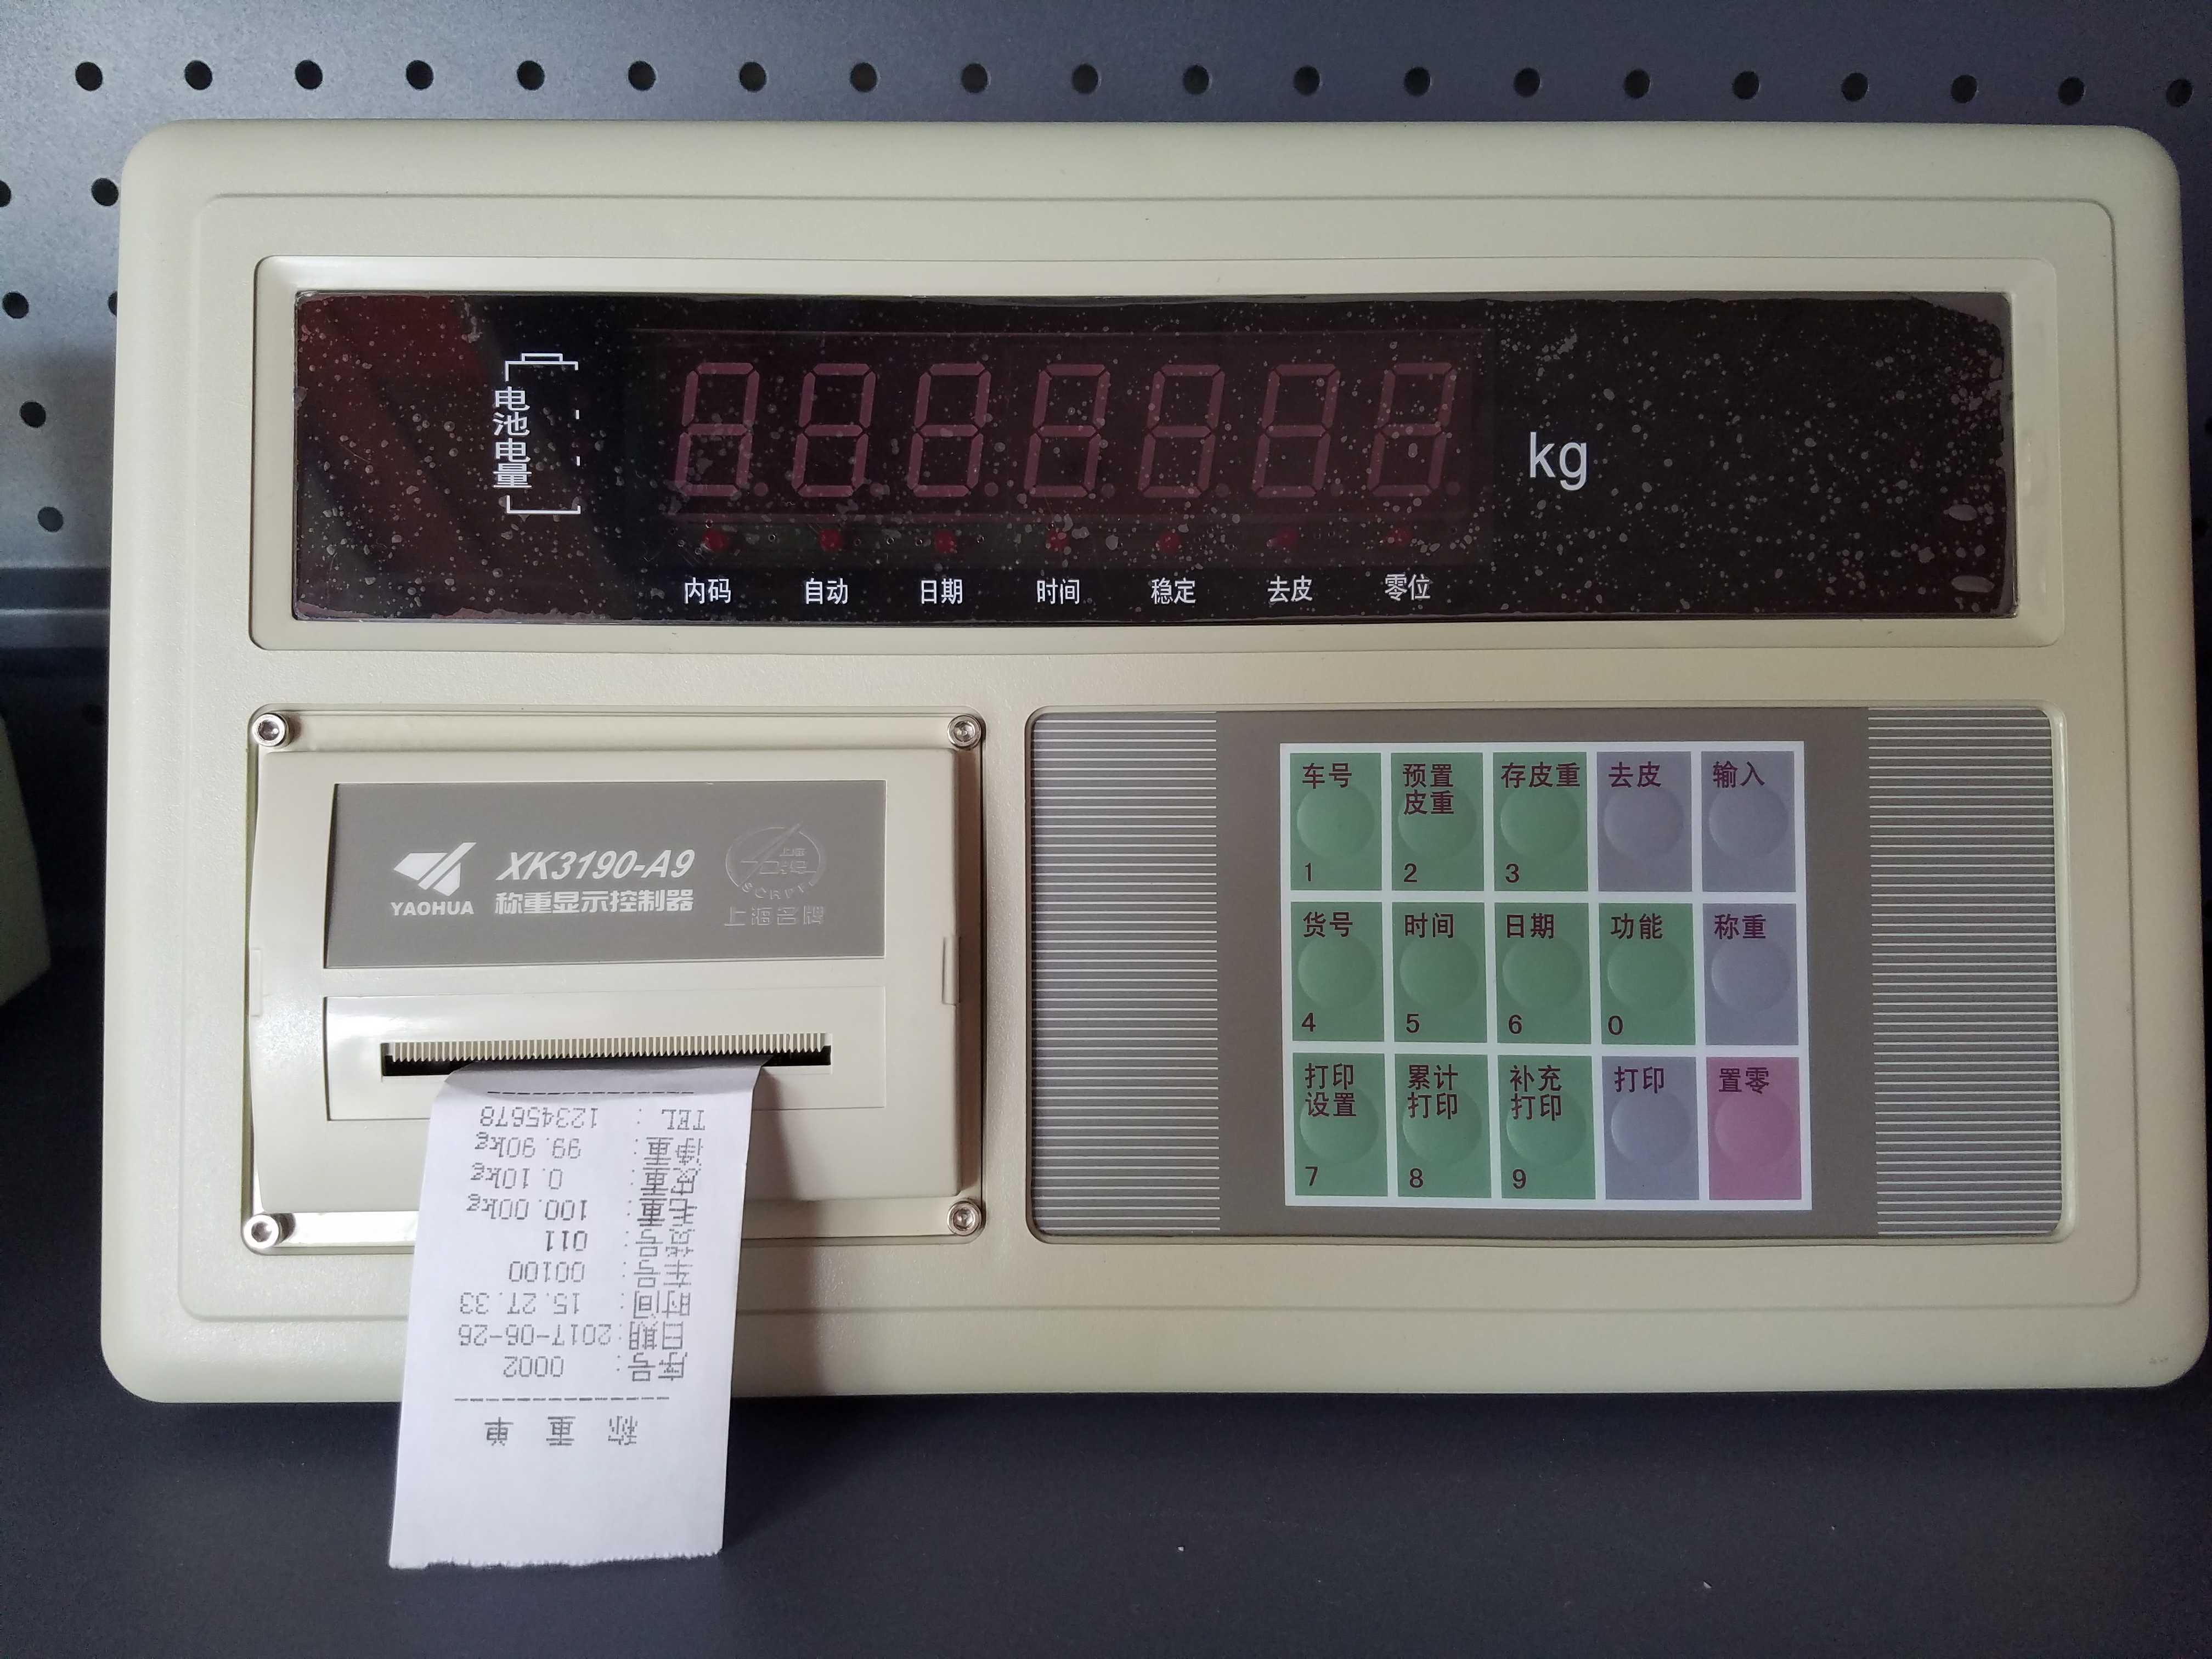 电池电量
kg
内码 自动 日期 时间 稳定 去皮 零位
XK3190-A9
YAOHUA 称重显示控制器
上海
SCRPP
上海名牌
车号 1
预置皮重 2
存皮重 3
去皮
输入
货号 4
时间 5
日期 6
功能 0
称重
打印设置 7
累计打印 8
补充打印 9
打印
置零
称 重 单
序号: 0002
日期:2017-06-26
时间: 15.27.33
车号: 00100
货号: 011
毛重: 100.00kg
皮重: 0.10kg
净重: 99.90kg
TEL : 12345678